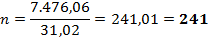 n = 7.476,06 / 31,02 = 241,01 = 241